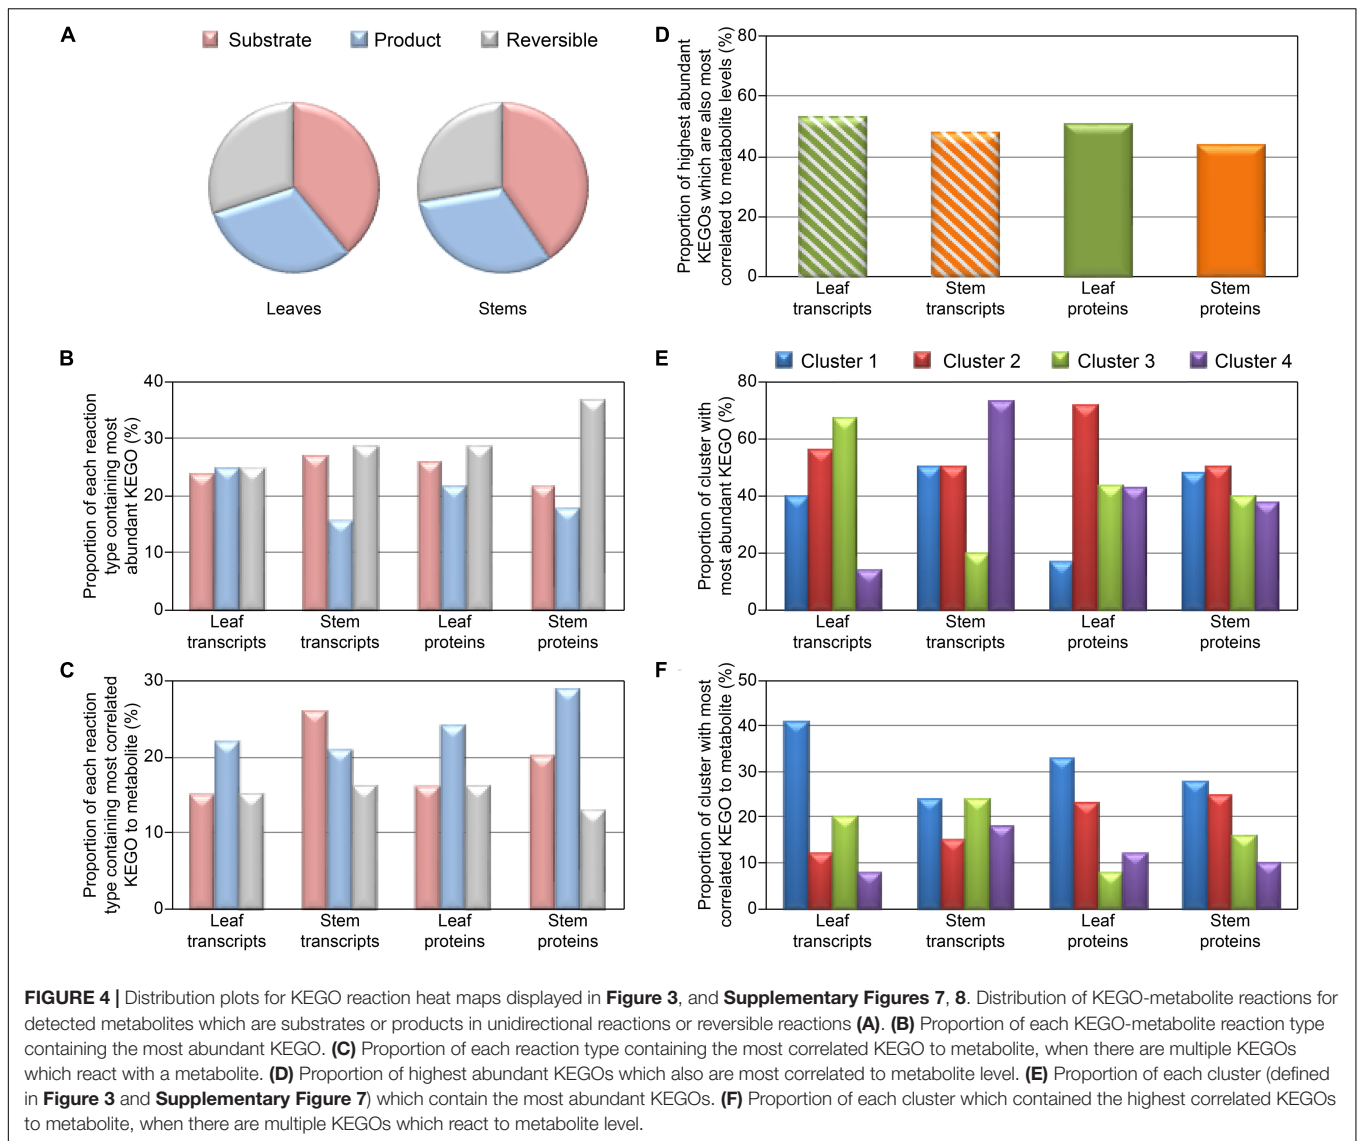 A
Substrate Product Reversible
Leaves Stems
B
Proportion of each reaction
type containing most
abundant KEGO (%)
40
30
20
10
0
Leaf Stem Leaf Stem
transcripts transcripts proteins proteins
C
Proportion of each reaction
type containing most correlated
KEGO to metabolite (%)
30
20
10
0
Leaf Stem Leaf Stem
transcripts transcripts proteins proteins
D
Proportion of highest abundant
KEGOs which are also most
correlated to metabolite levels (%)
80
60
40
20
0
Leaf Stem Leaf Stem
transcripts transcripts proteins proteins
E
Cluster 1 Cluster 2 Cluster 3 Cluster 4
Proportion of cluster with
most abundant KEGO (%)
80
60
40
20
0
Leaf Stem Leaf Stem
transcripts transcripts proteins proteins
F
Proportion of cluster with most
correlated KEGO to metabolite (%)
50
40
30
20
10
0
Leaf Stem Leaf Stem
transcripts transcripts proteins proteins
FIGURE 4 | Distribution plots for KEGO reaction heat maps displayed in Figure 3, and Supplementary Figures 7, 8. Distribution of KEGO-metabolite reactions for
detected metabolites which are substrates or products in unidirectional reactions or reversible reactions (A). (B) Proportion of each KEGO-metabolite reaction type
containing the most abundant KEGO. (C) Proportion of each reaction type containing the most correlated KEGO to metabolite, when there are multiple KEGOs
which react with a metabolite. (D) Proportion of highest abundant KEGOs which also are most correlated to metabolite level. (E) Proportion of each cluster (defined
in Figure 3 and Supplementary Figure 7) which contain the most abundant KEGOs. (F) Proportion of each cluster which contained the highest correlated KEGOs
to metabolite, when there are multiple KEGOs which react to metabolite level.